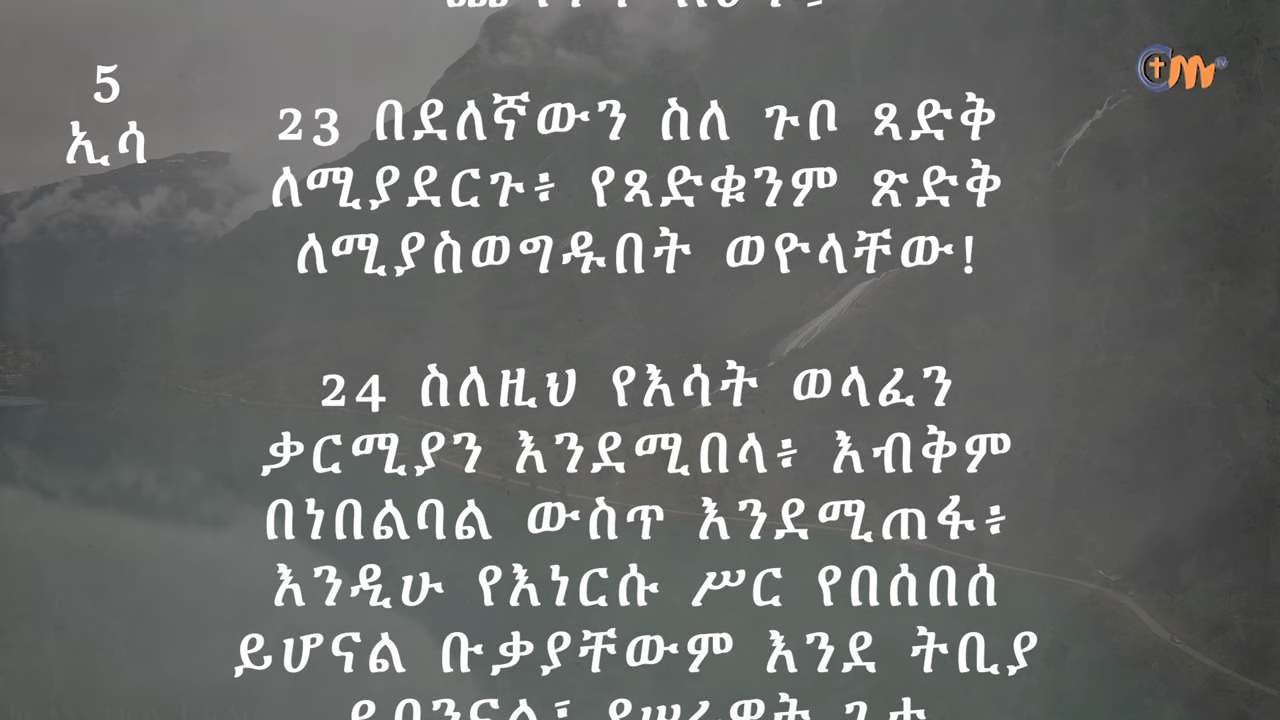 5
ኢሳ
23 በደለኛውን ስለ ጉቦ ጻድቅ
ለሚያደርጉ፥ የጻድቁንም ጽድቅ
ለሚያስወግዱበት ወዮላቸው!
24 ስለዚህ የእሳት ወላፈን
ቃርሚያን እንደሚበላ፥ እብቅም
በነበልባል ውስጥ እንደሚጠፋ፥
እንዲሁ የእነርሱ ሥር የበሰበሰ
ይሆናል ቡቃያቸውም እንደ ትቢያ